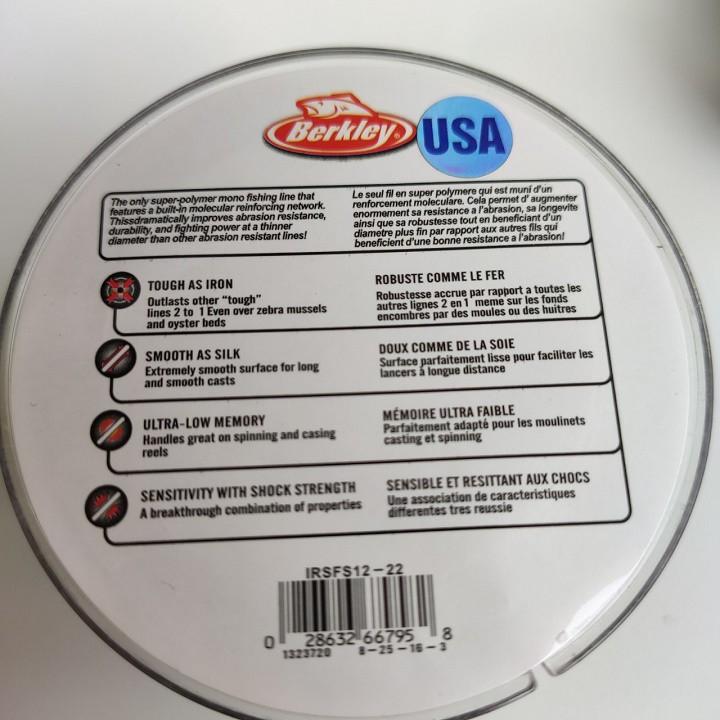 Berkley USA
The only super-polymer mono fishing line that
features a built-in molecular reinforcing network.
Thissdramatically improves abrasion resistance,
durability, and fighting power at a thinner
diameter than other abrasion resistant lines!
Le seul fil en super polymere qui est muni d'un
renforcement moleculare. Cela permet d' augmenter
enormement sa resistance a l'abrasion, sa longevite
ainsi que sa robustesse tout en beneficiant d'un
diametre plus fin par rapport aux autres fils qui
beneficient d'une bonne resistance a l'abrasion!
TOUGH AS IRON
Outlasts other "tough"
lines 2 to 1 Even over zebra mussels
and oyster beds
ROBUSTE COMME LE FER
Robustesse accrue par rapport a toutes les
autres lignes 2 en 1 meme sur les fonds
encombres par des moules ou des huitres
SMOOTH AS SILK
Extremely smooth surface for long
and smooth casts
DOUX COMME DE LA SOIE
Surface parfaitement lisse pour faciliter les
lancers à longue distance
ULTRA-LOW MEMORY
Handles great on spinning and casing
reels
MÉMOIRE ULTRA FAIBLE
Parfaitement adapté pour les moulinets
casting et spinning
SENSITIVITY WITH SHOCK STRENGTH
A breakthrough combination of properties
SENSIBLE ET RESITTANT AUX CHOCS
Une association de caracteristiques
differentes tres reussie
IRSFS12-22
0 28632 66795 8
1323720 8-25-16-3